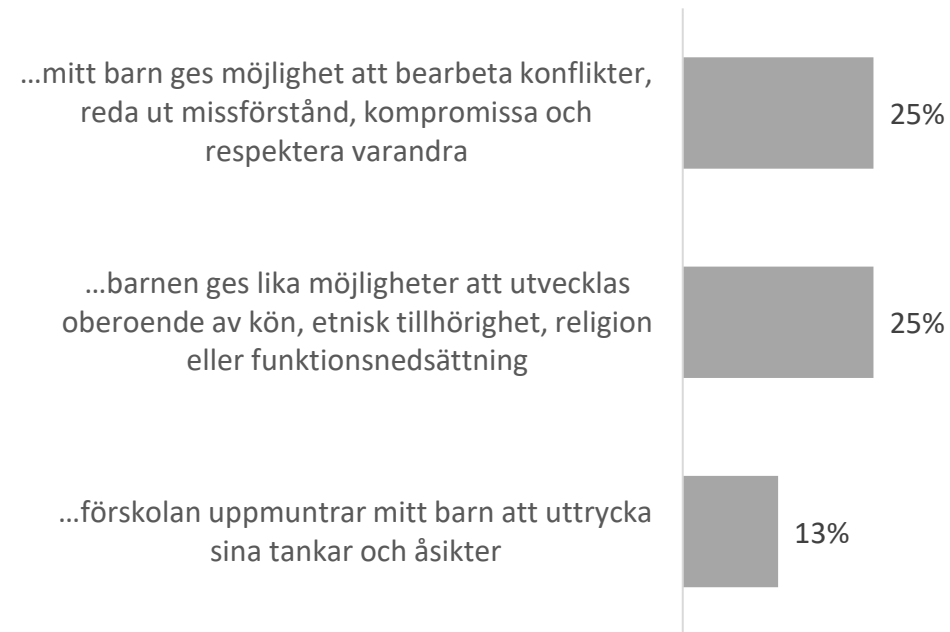 ...mitt barn ges möjlighet att bearbeta konflikter,
reda ut missförstånd, kompromissa och
respektera varandra
25%
...barnen ges lika möjligheter att utvecklas
oberoende av kön, etnisk tillhörighet, religion
eller funktionsnedsättning
25%
...förskolan uppmuntrar mitt barn att uttrycka
sina tankar och åsikter
13%